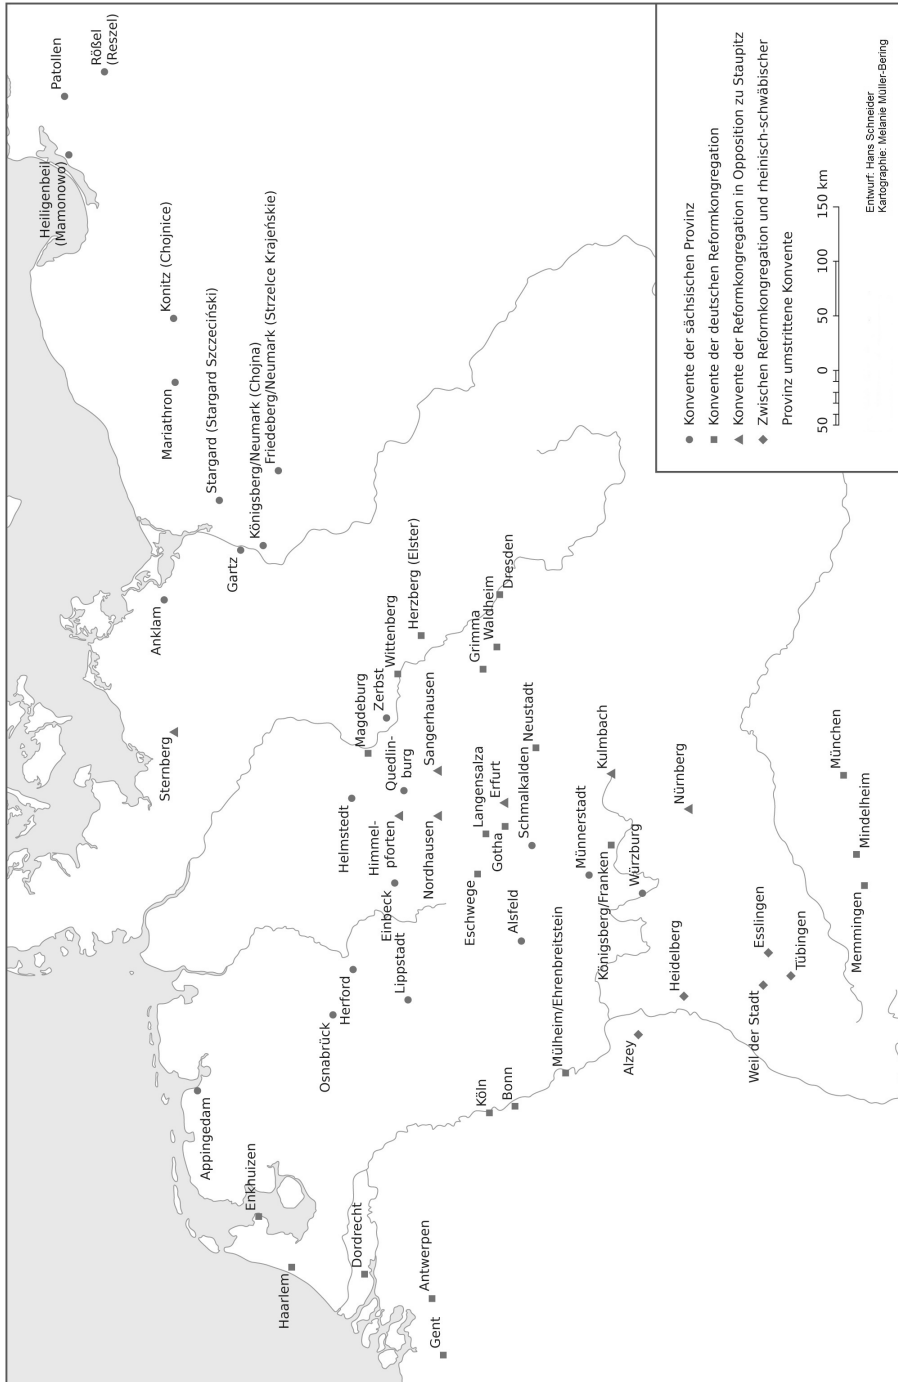 Patollen
Rößel
(Reszel)
Heiligenbeil
(Mamonowo)
Konitz (Chojnice)
Mariathron
Stargard (Stargard Szczeciński)
Königsberg/Neumark (Chojna)
Friedeberg/Neumark (Strzelce Krajeńskie)
Gartz
Anklam
Sternberg
Herzberg (Elster)
Wittenberg
Zerbst
Magdeburg
Quedlin-
burg
Sangerhausen
Helmstedt
Himmel-
pforten
Nordhausen
Einbeck
Lippstadt
Herford
Osnabrück
Dresden
Waldheim
Grimma
Neustadt
Langensalza
Erfurt
Gotha
Schmalkalden
Eschwege
Alsfeld
Münnerstadt
Kulmbach
Königsberg/Franken
Würzburg
Nürnberg
Heidelberg
Mülheim/Ehrenbreitstein
Alzey
Esslingen
Tübingen
Weil der Stadt
München
Mindelheim
Memmingen
Köln
Bonn
Appingedam
Enkhuizen
Haarlem
Dordrecht
Antwerpen
Gent
Konvente der sächsischen Provinz
Konvente der deutschen Reformkongregation
Konvente der Reformkongregation in Opposition zu Staupitz
Zwischen Reformkongregation und rheinisch-schwäbischer
Provinz umstrittene Konvente
50 0 50 100 150 km
Entwurf: Hans Schneider
Kartographie: Melanie Müller-Bering